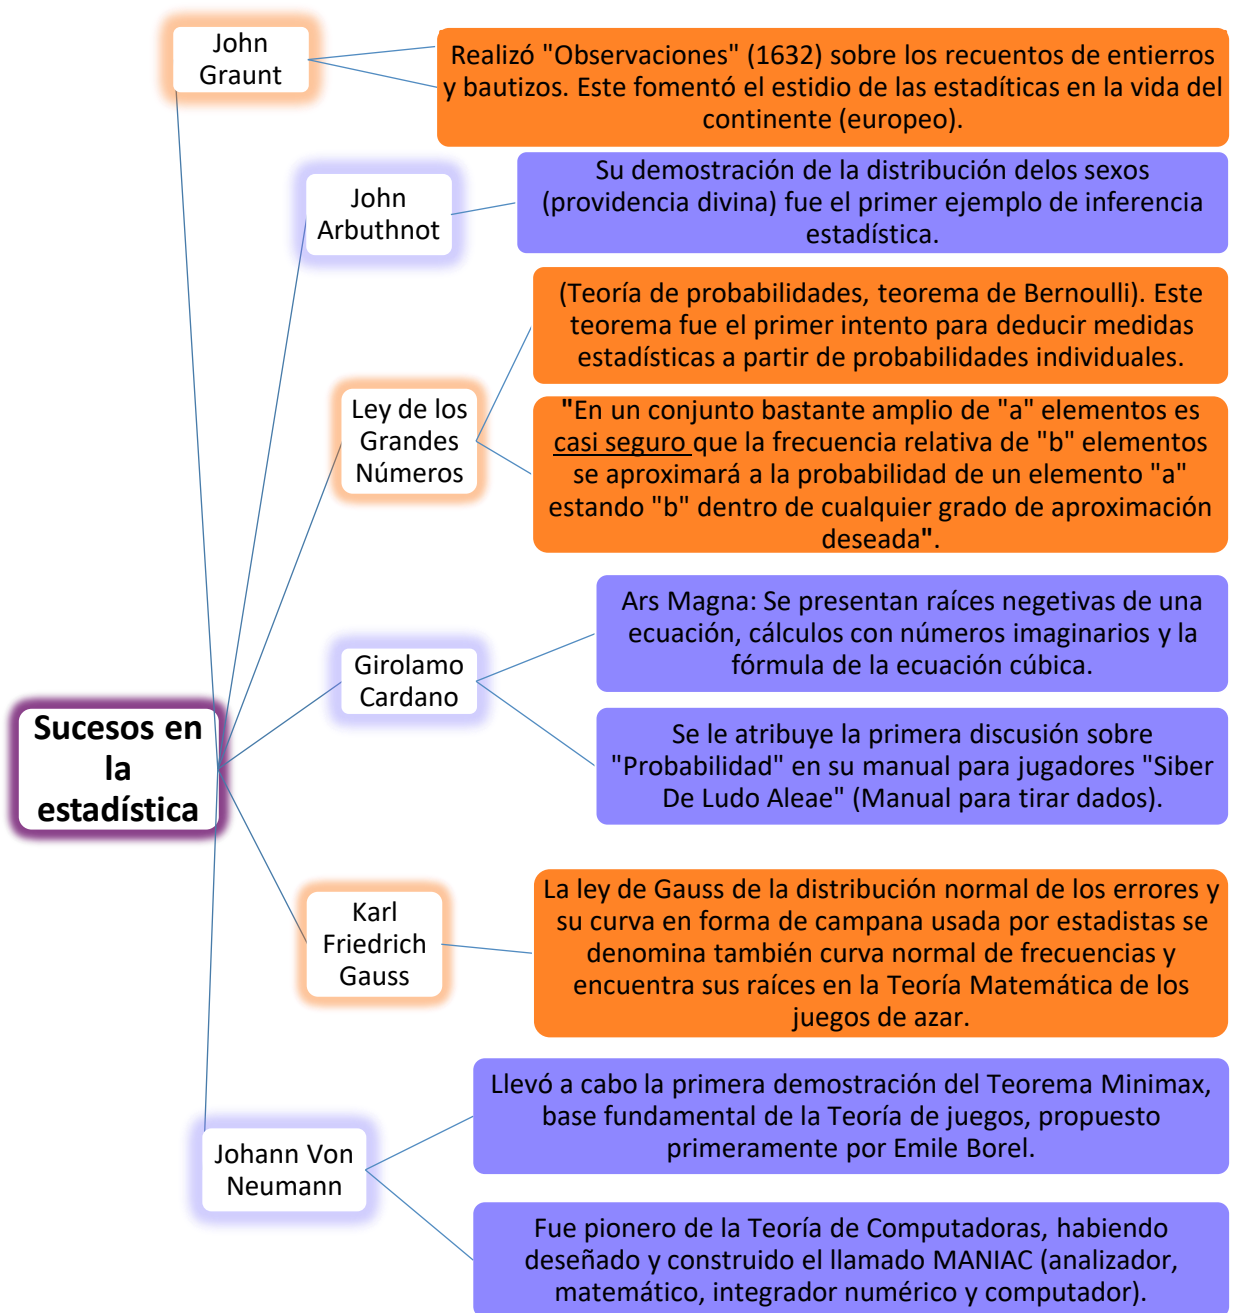 John
Graunt
Realizó "Observaciones" (1632) sobre los recuentos de entierros
y bautizos. Este fomentó el estidio de las estadíticas en la vida del
continente (europeo).
John
Arbuthnot
Su demostración de la distribución delos sexos
(providencia divina) fue el primer ejemplo de inferencia
estadística.
Ley de los
Grandes
Números
(Teoría de probabilidades, teorema de Bernoulli). Este
teorema fue el primer intento para deducir medidas
estadísticas a partir de probabilidades individuales.
"En un conjunto bastante amplio de "a" elementos es
casi seguro que la frecuencia relativa de "b" elementos
se aproximará a la probabilidad de un elemento "a"
estando "b" dentro de cualquier grado de aproximación
deseada".
Girolamo
Cardano
Ars Magna: Se presentan raíces negetivas de una
ecuación, cálculos con números imaginarios y la
fórmula de la ecuación cúbica.
Se le atribuye la primera discusión sobre
"Probabilidad" en su manual para jugadores "Siber
De Ludo Aleae" (Manual para tirar dados).
Sucesos en
la
estadística
Karl
Friedrich
Gauss
La ley de Gauss de la distribución normal de los errores y
su curva en forma de campana usada por estadistas se
denomina también curva normal de frecuencias y
encuentra sus raíces en la Teoría Matemática de los
juegos de azar.
Johann Von
Neumann
Llevó a cabo la primera demostración del Teorema Minimax,
base fundamental de la Teoría de juegos, propuesto
primeramente por Emile Borel.
Fue pionero de la Teoría de Computadoras, habiendo
deseñado y construido el llamado MANIAC (analizador,
matemático, integrador numérico y computador).